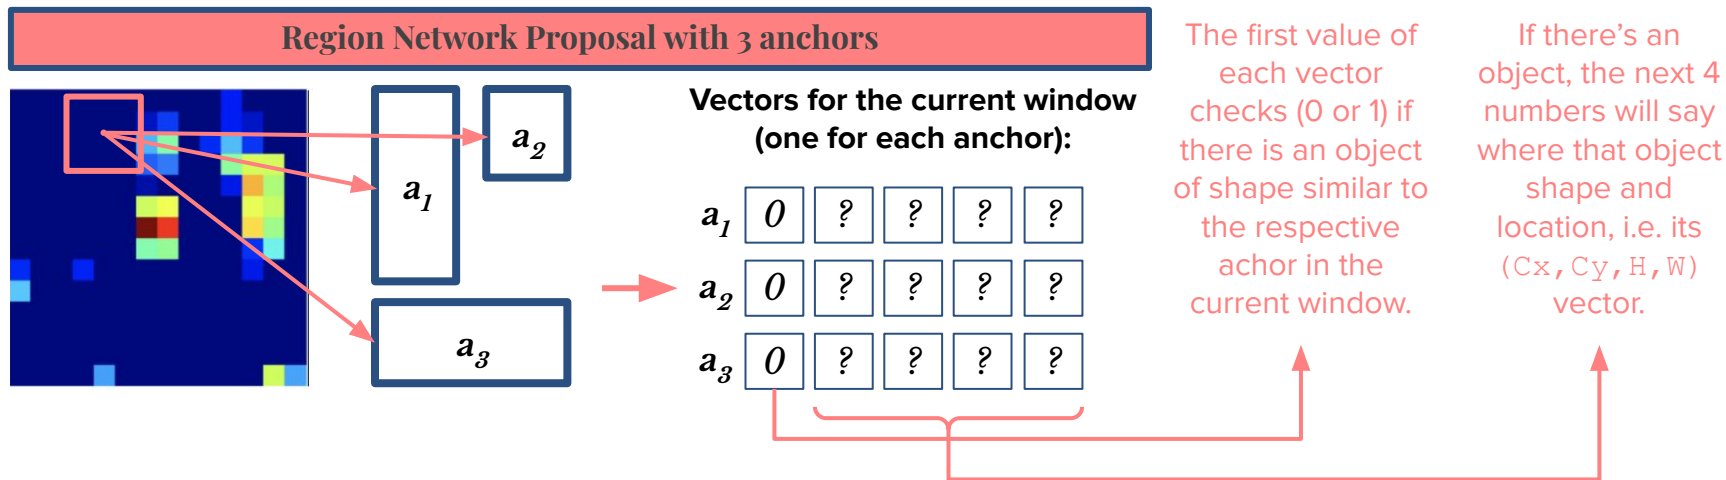 Region Network Proposal with 3 anchors
a2
a1
a3
Vectors for the current window
(one for each anchor):
a1 0 ? ? ? ?
a2 0 ? ? ? ?
a3 0 ? ? ? ?
The first value of
each vector
checks (0 or 1) if
there is an object
of shape similar to
the respective
achor in the
current window.
If there's an
object, the next 4
numbers will say
where that object
shape and
location, i.e. its
(Cx,Cy,H,W)
vector.